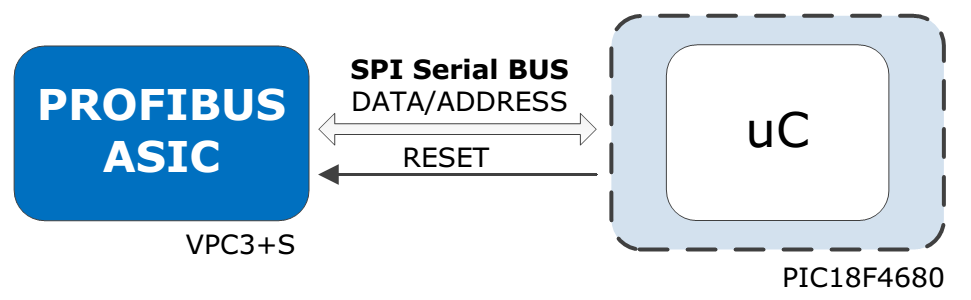 PROFIBUS
ASIC
VPC3+S
SPI Serial BUS
DATA/ADDRESS
RESET
uC
PIC18F4680